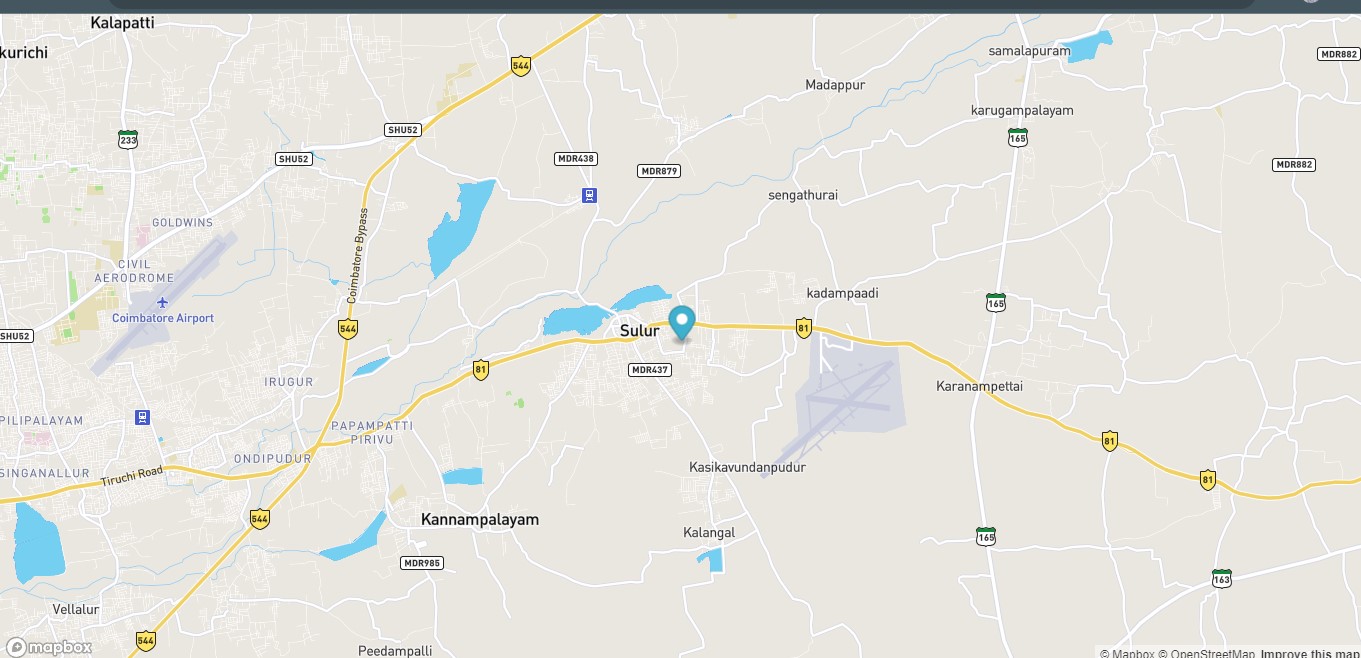 Kalapatti
kurichi
544
samalapuram
MDR882
Madappur
karugampalayam
233
SHU52
165
SHU52
MDR438
MDR879
MDR882
sengathurai
GOLDWINS
Coimbatore Bypass
CIVIL
AERODROME
Coimbatore Airport
kadampaadi
165
SHU52
544
Sulur
81
81
MDR437
IRUGUR
Karanampettai
PILIPALAYAM
PAPAMPATTI
PIRIVU
81
ONDIPUDUR
SINGANALLUR
Tiruchi Road
Kasikavundanpudur
81
544
Kannampalayam
Kalangal
165
MDR985
163
Vellalur
544
mapbox
Peedampalli
© Mapbox © OpenStreetMap Improve this map